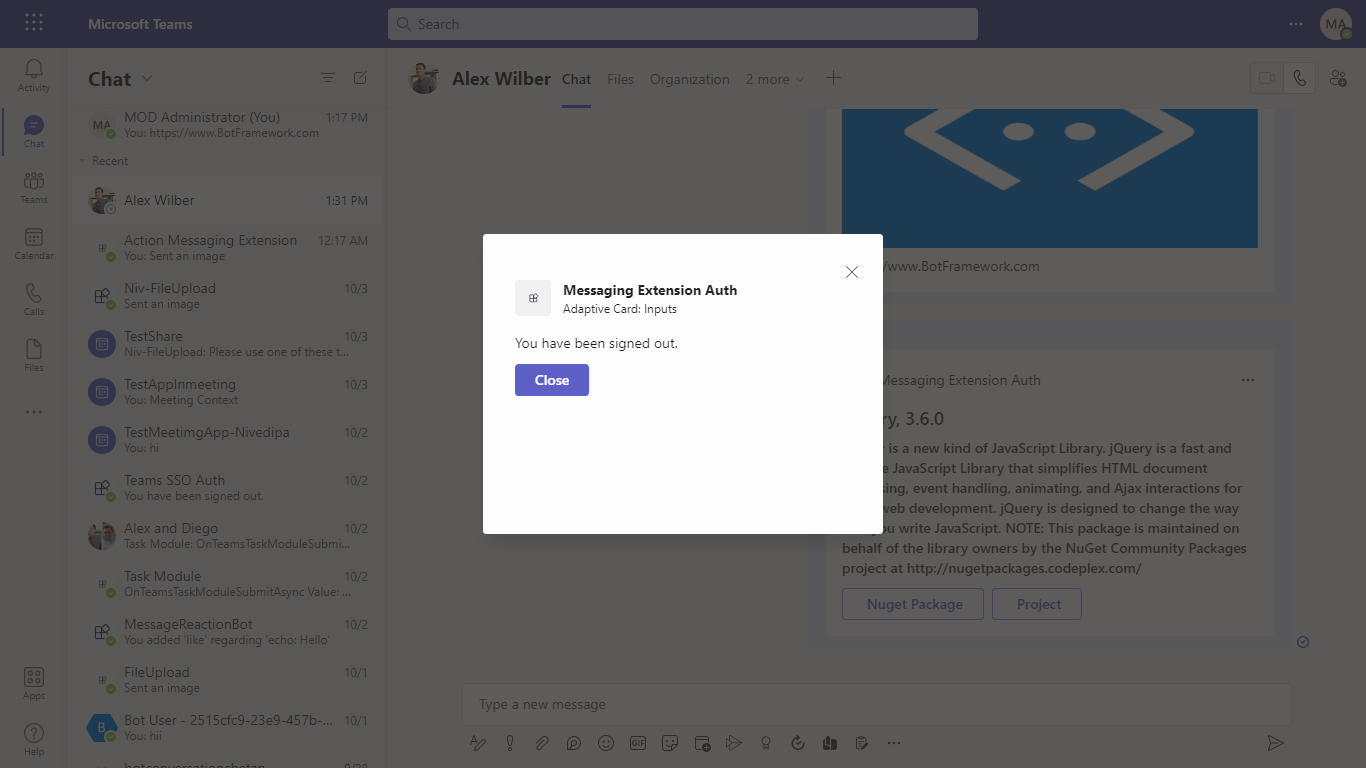 Microsoft Teams
Search
MA
Activity
Chat
Teams
Calendar
Calls
Files
Apps
Help
Chat
MA
MOD Administrator (You)
1:17 PM
You: https://www.BotFramework.com
Recent
Alex Wilber
1:31 PM
Action Messaging Extension
12:17 AM
You: Sent an image
Niv-FileUpload
10/3
Sent an image
TestShare
10/3
Niv-FileUpload: Please use one of these t...
TestAppInmeeting
10/3
You: Meeting Context
TestMeetimgApp-Nivedipa
10/2
You: hi
Teams SSO Auth
10/2
You have been signed out.
Alex and Diego
10/2
Task Module: OnTeamsTaskModuleSubmi...
Task Module
10/2
OnTeamsTaskModuleSubmitAsync Value: ...
MessageReactionBot
10/2
You added 'like' regarding 'echo: Hello'
FileUpload
10/1
Sent an image
B
Bot User - 2515cfc9-23e9-457b-...
10/1
You: hii
Alex Wilber
Chat
Files
Organization
2 more
/www.BotFramework.com
Messaging Extension Auth
Adaptive Card: Inputs
You have been signed out.
Close
Messaging Extension Auth
ry, 3.6.0
is a new kind of JavaScript Library. jQuery is a fast and
JavaScript Library that simplifies HTML document
sing, event handling, animating, and Ajax interactions for
web development. jQuery is designed to change the way
you write JavaScript. NOTE: This package is maintained on
behalf of the library owners by the NuGet Community Packages
project at http://nugetpackages.codeplex.com/
Nuget Package
Project
Type a new message
GIF